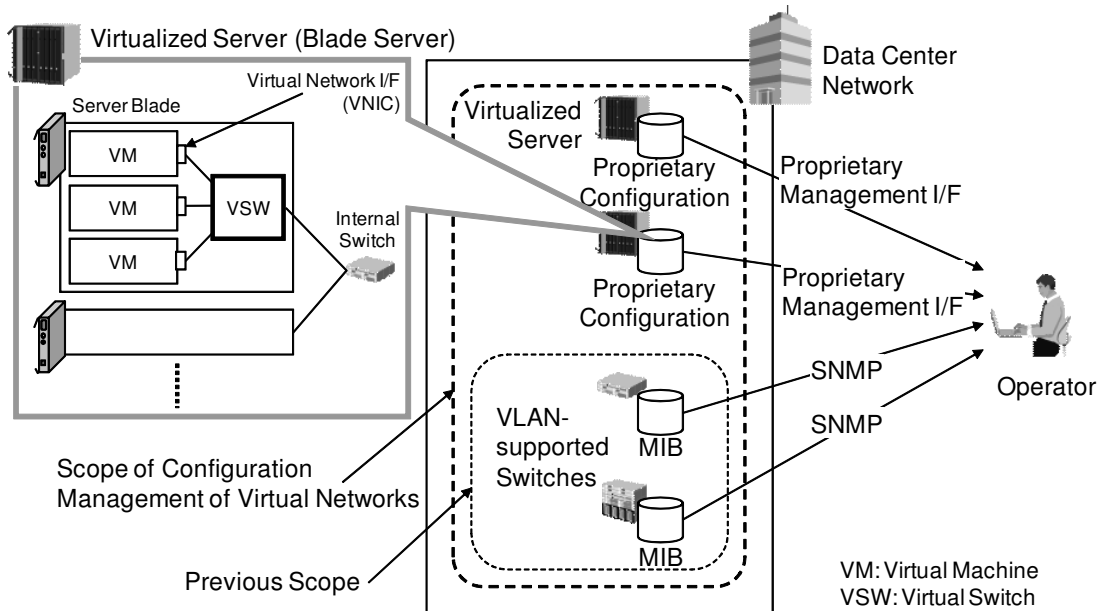 Virtualized Server (Blade Server)
Virtual Network I/F
(VNIC)
Server Blade
VM
VM
VM
VSW
Internal
Switch
Data Center
Network
Virtualized
Server
Proprietary
Configuration
Proprietary
Management I/F
Proprietary
Configuration
Proprietary
Management I/F
VLAN-
supported
Switches
MIB
MIB
SNMP
SNMP
Operator
Scope of Configuration
Management of Virtual Networks
Previous Scope
VM: Virtual Machine
VSW: Virtual Switch